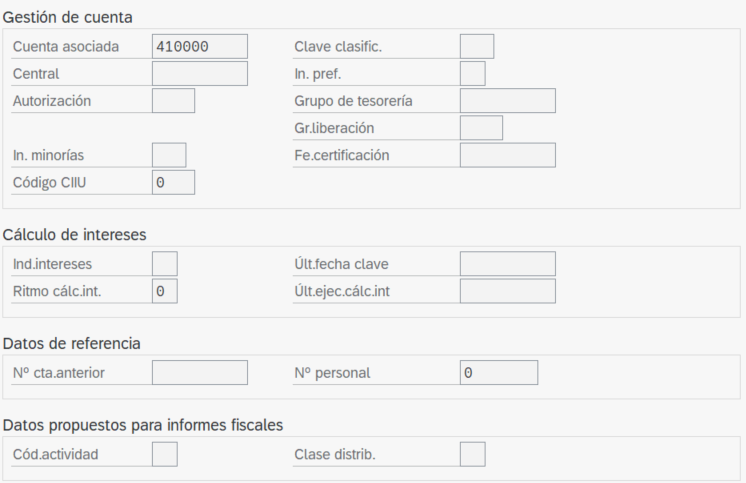 Gestión de cuenta
Cuenta asociada 410000 Clave clasific.
Central In. pref.
Autorización Grupo de tesorería
Gr.liberación
In. minorías Fe.certificación
Código CIIU 0
Cálculo de intereses
Ind.intereses Últ.fecha clave
Ritmo cálc.int. 0 Últ.ejec.cálc.int
Datos de referencia
Nº cta.anterior Nº personal 0
Datos propuestos para informes fiscales
Cód.actividad Clase distrib.